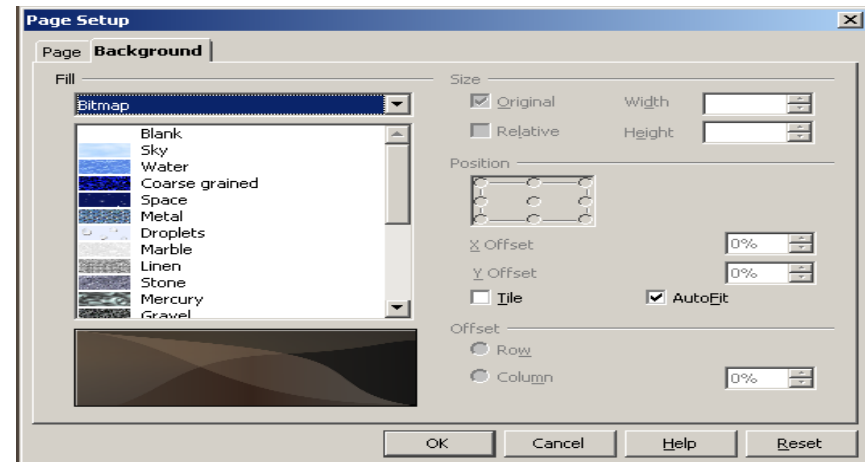 Page Setup
Page Background
Fill
Bitmap
Blank
Sky
Water
Coarse grained
Space
Metal
Droplets
Marble
Linen
Stone
Mercury
Gravel
Size
Original Width
Relative Height
Position
X Offset 0%
Y Offset 0%
Tile AutoFit
Offset
Row
Column 0%
OK Cancel Help Reset